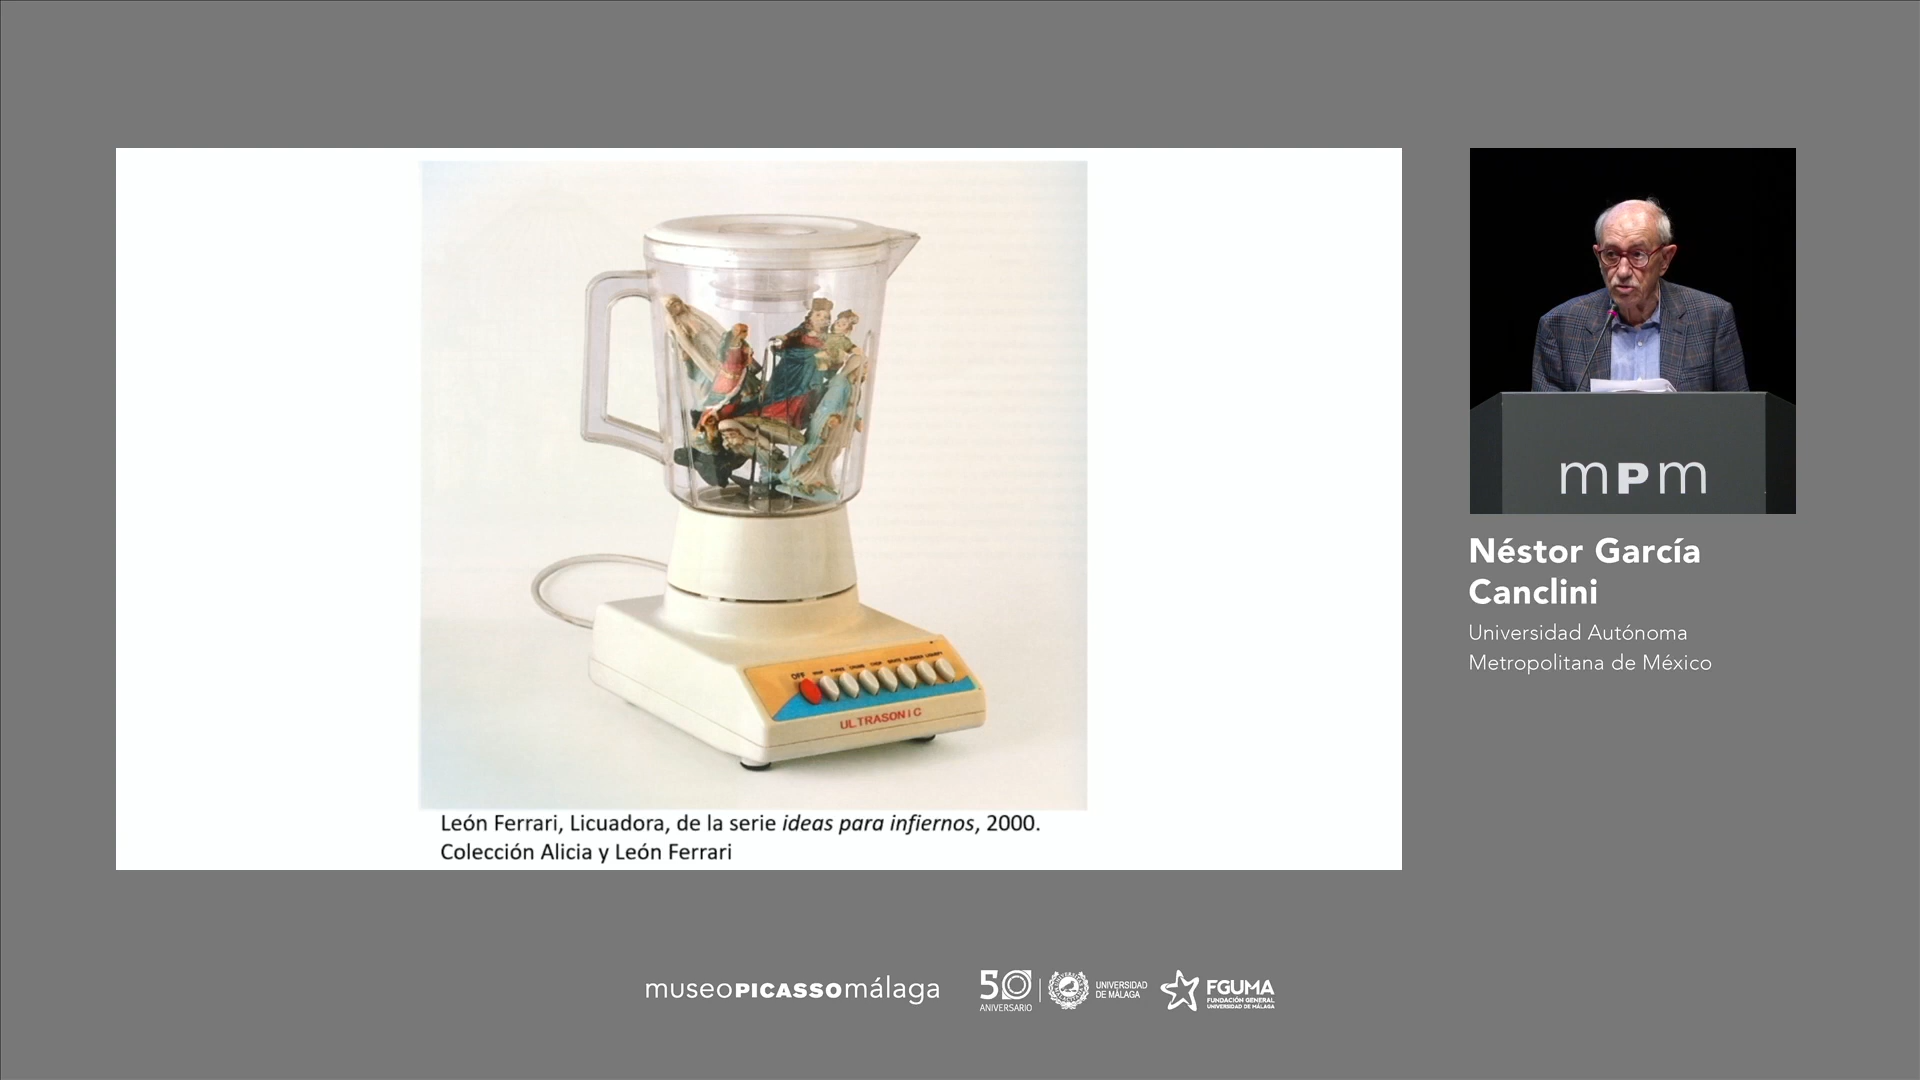 OFF
ULTRASONIC
León Ferrari, Licuadora, de la serie ideas para infiernos, 2000.
Colección Alicia y León Ferrari
mPm
Néstor García
Canclini
Universidad Autónoma
Metropolitana de México
museoPICASSOmálaga
50
ANIVERSARIO
UNIVERSIDAD
DE MÁLAGA
FGUMA
FUNDACIÓN GENERAL
UNIVERSIDAD DE MÁLAGA